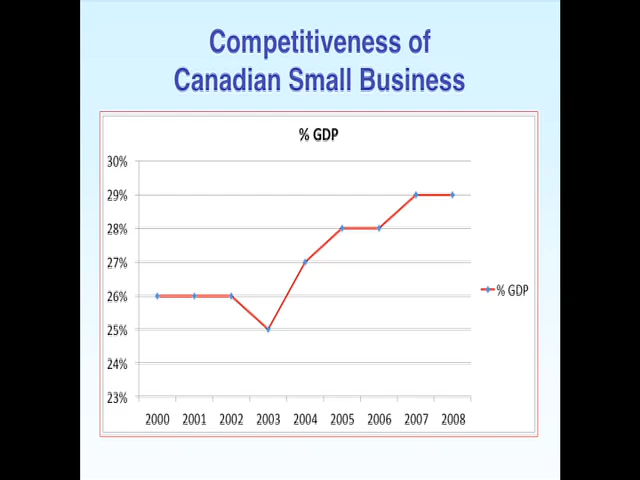 Competitiveness of
Canadian Small Business
% GDP
30%
29%
28%
27%
26%
25%
24%
23%
% GDP
2000 2001 2002 2003 2004 2005 2006 2007 2008